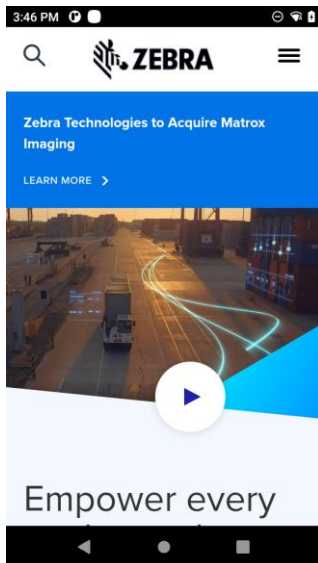 3:46 PM
ZEBRA
Zebra Technologies to Acquire Matrox
Imaging
LEARN MORE
Empower every